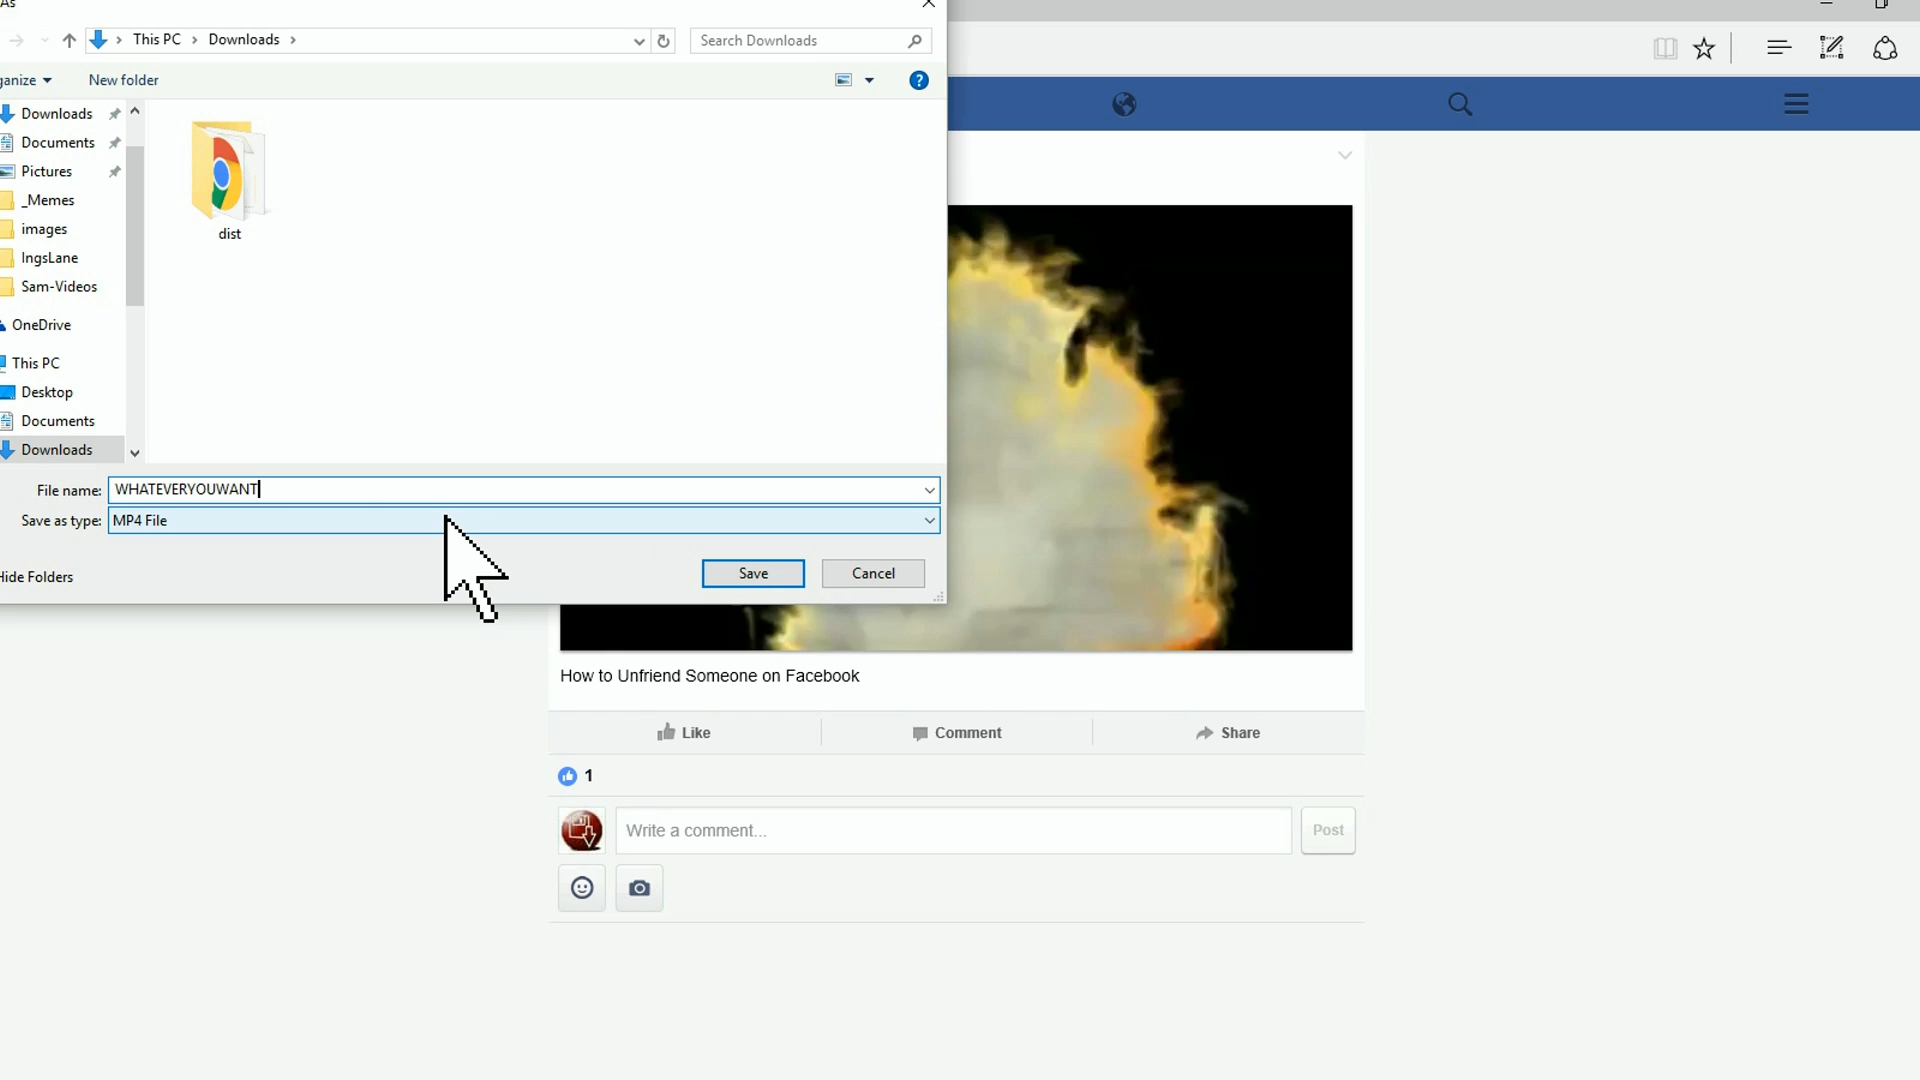 As
This PC > Downloads >
Search Downloads
ganize
New folder
Downloads
Documents
Pictures
_Memes
images
IngsLane
Sam-Videos
OneDrive
This PC
Desktop
Documents
Downloads
dist
File name: WHATEVERYOUWANT
Save as type: MP4 File
Hide Folders
Save
Cancel
How to Unfriend Someone on Facebook
Like
Comment
Share
1
Write a comment...
Post